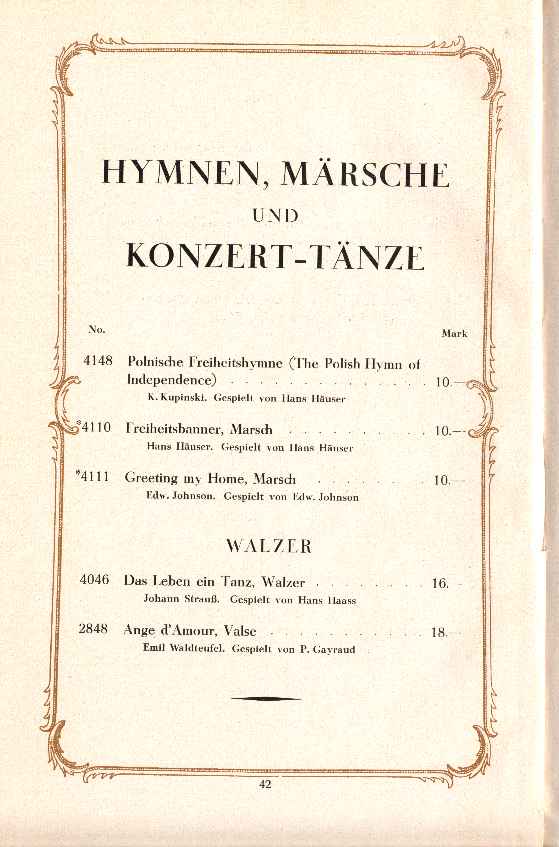 HYMNEN, MÄRSCHE
UND
KONZERT-TÄNZE
No. Mark
4148 Polnische Freiheitshymne (The Polish Hymn of
Independence) . . . . . . . . . . . . . . 10.—
K. Kupinski. Gespielt von Hans Häuser
*4110 Freiheitsbanner, Marsch . . . . . . . . . . 10.—
Hans Häuser. Gespielt von Hans Häuser
*4111 Greeting my Home, Marsch . . . . . . . . 10.—
Edw. Johnson. Gespielt von Edw. Johnson
WALZER
4046 Das Leben ein Tanz, Walzer . . . . . . . . 16.—
Johann Strauß. Gespielt von Hans Haass
2848 Ange d'Amour, Valse . . . . . . . . . . . 18.—
Emil Waldteufel. Gespielt von P. Gayraud
42